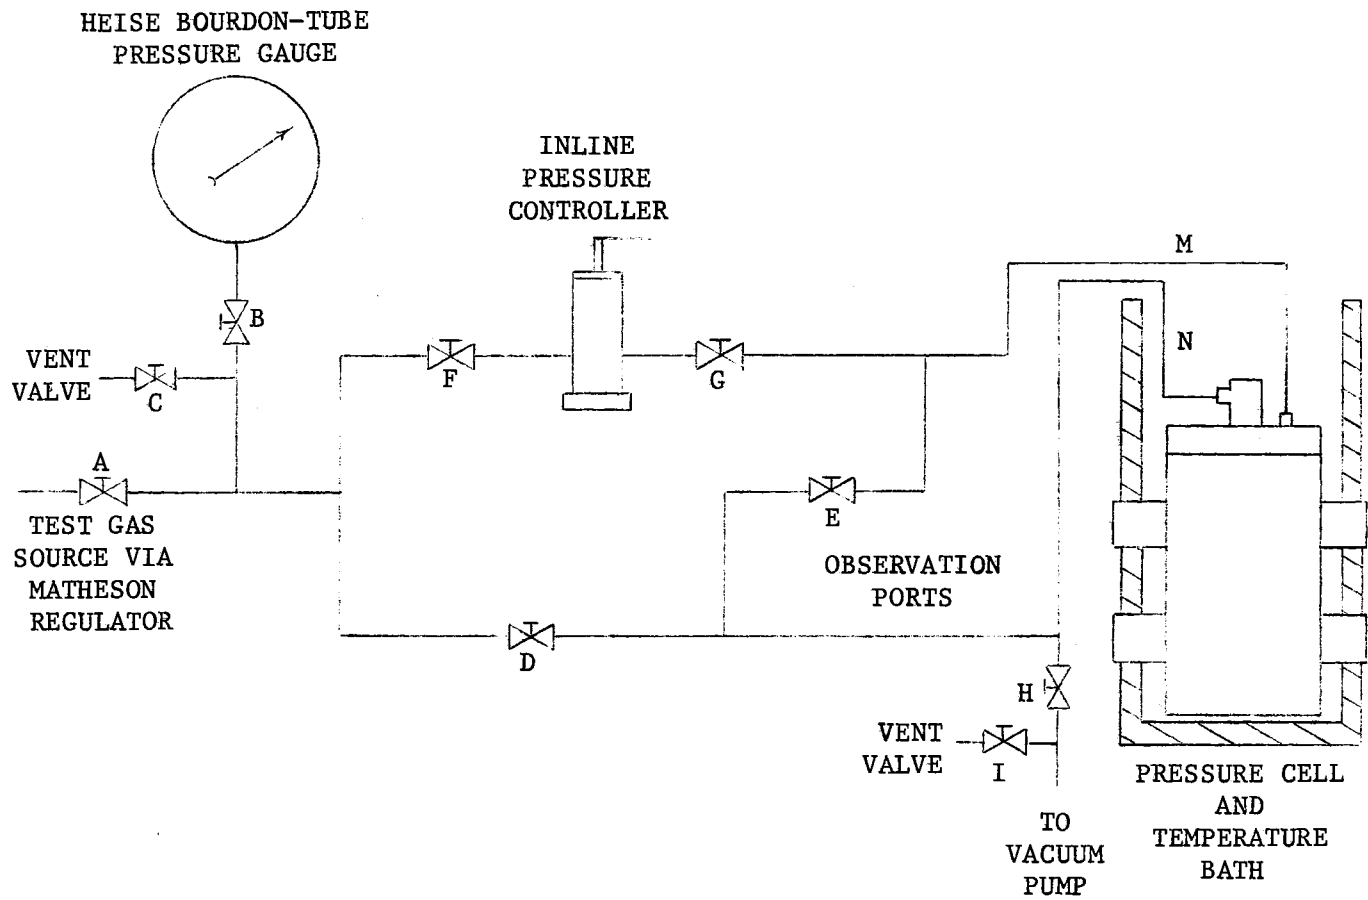 HEISE BOURDON-TUBE
PRESSURE GAUGE
INLINE
PRESSURE
CONTROLLER
M
B
N
VENT
VALVE
C
F
G
A
E
TEST GAS
SOURCE VIA
MATHESON
REGULATOR
OBSERVATION
PORTS
D
H
VENT
VALVE
I
PRESSURE CELL
AND
TEMPERATURE
BATH
TO
VACUUM
PUMP